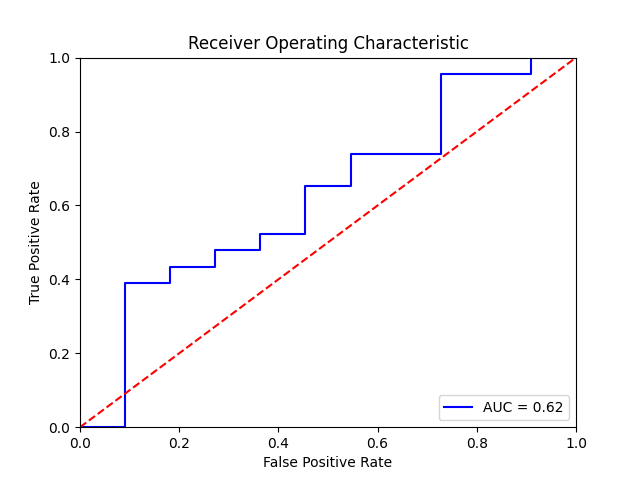 Receiver Operating Characteristic
True Positive Rate
1.0
0.8
0.6
0.4
0.2
0.0
AUC = 0.62
0.0 0.2 0.4 0.6 0.8 1.0
False Positive Rate